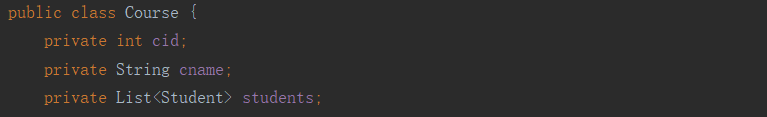 public class Course {
    private int cid;
    private String cname;
    private List<Student> students;